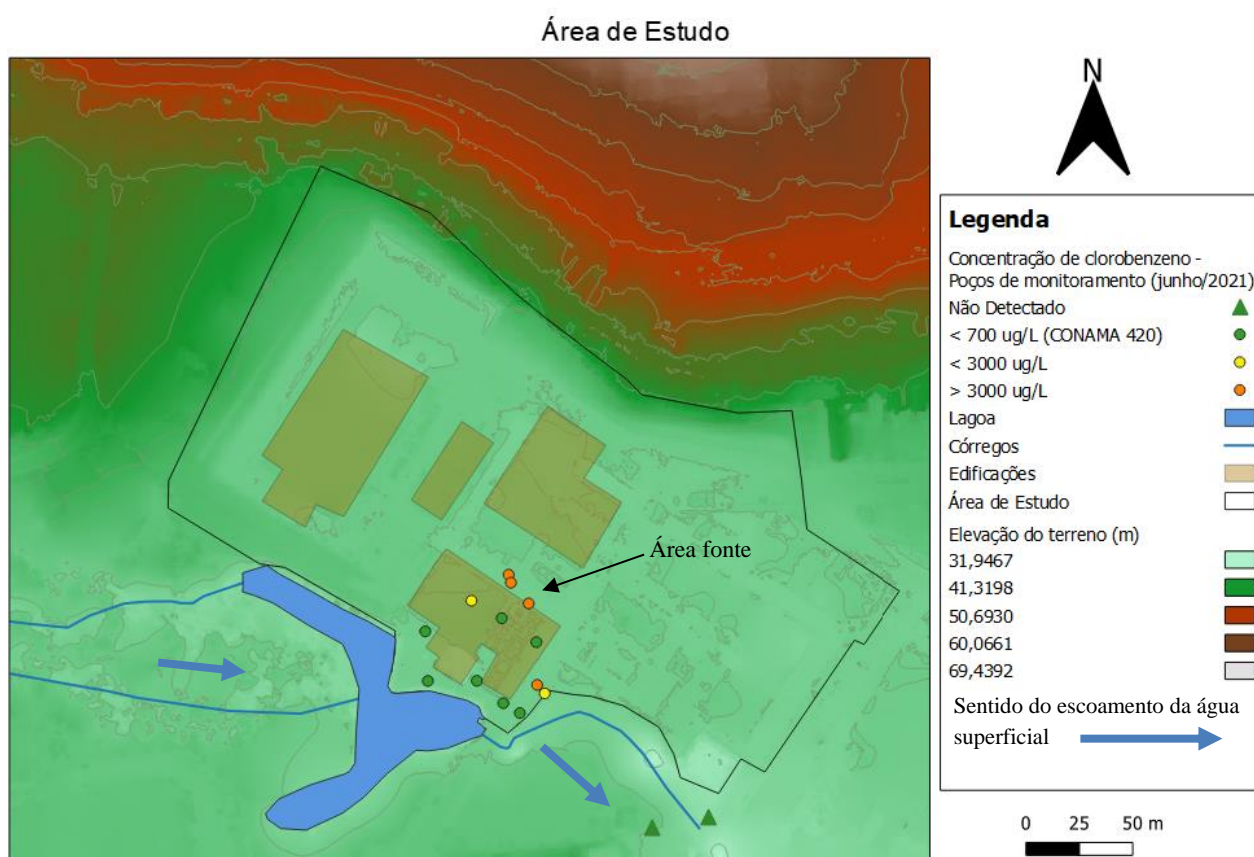 Área de Estudo
N
Legenda
Concentração de clorobenzeno -
Poços de monitoramento (junho/2021)
Não Detectado
< 700 ug/L (CONAMA 420)
< 3000 ug/L
> 3000 ug/L
Lagoa
Córregos
Edificações
Área de Estudo
Elevação do terreno (m)
31,9467
41,3198
50,6930
60,0661
69,4392
Sentido do escoamento da água
superficial
Área fonte
0 25 50 m